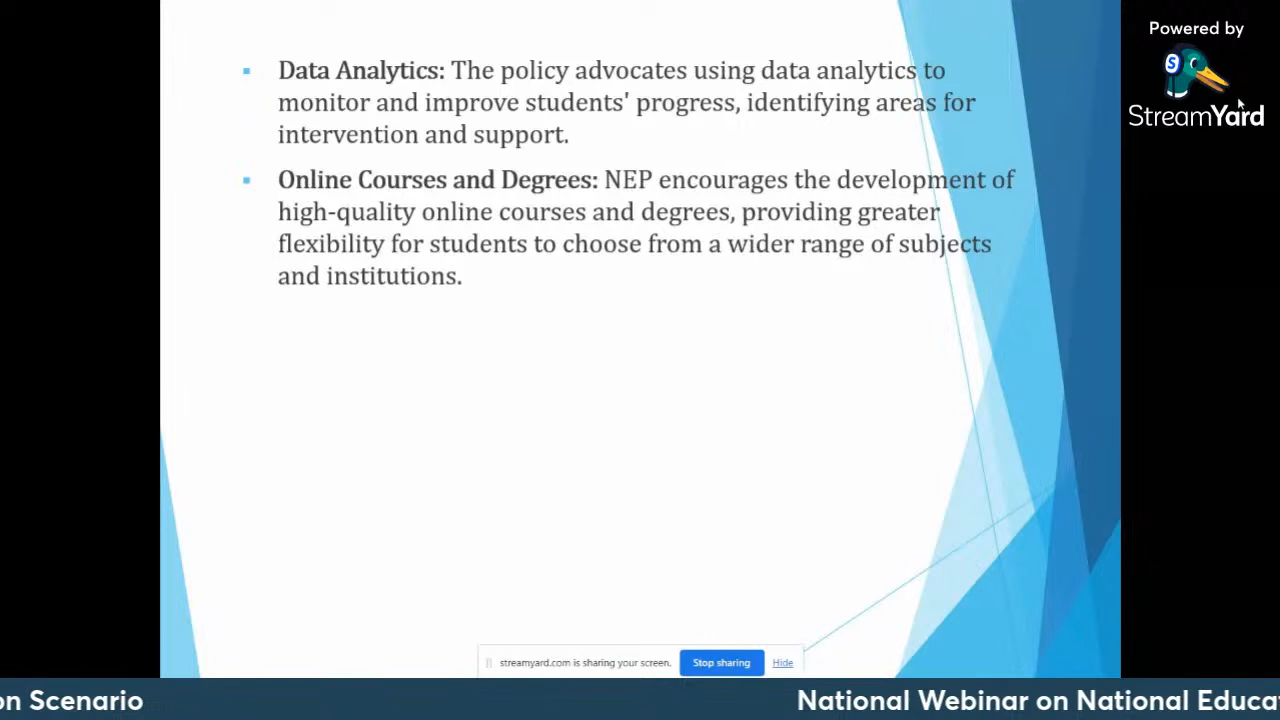 Powered by
StreamYard
▪ Data Analytics: The policy advocates using data analytics to
monitor and improve students' progress, identifying areas for
intervention and support.
▪ Online Courses and Degrees: NEP encourages the development of
high-quality online courses and degrees, providing greater
flexibility for students to choose from a wider range of subjects
and institutions.
streamyard.com is sharing your screen. Stop sharing Hide
on Scenario National Webinar on National Educat